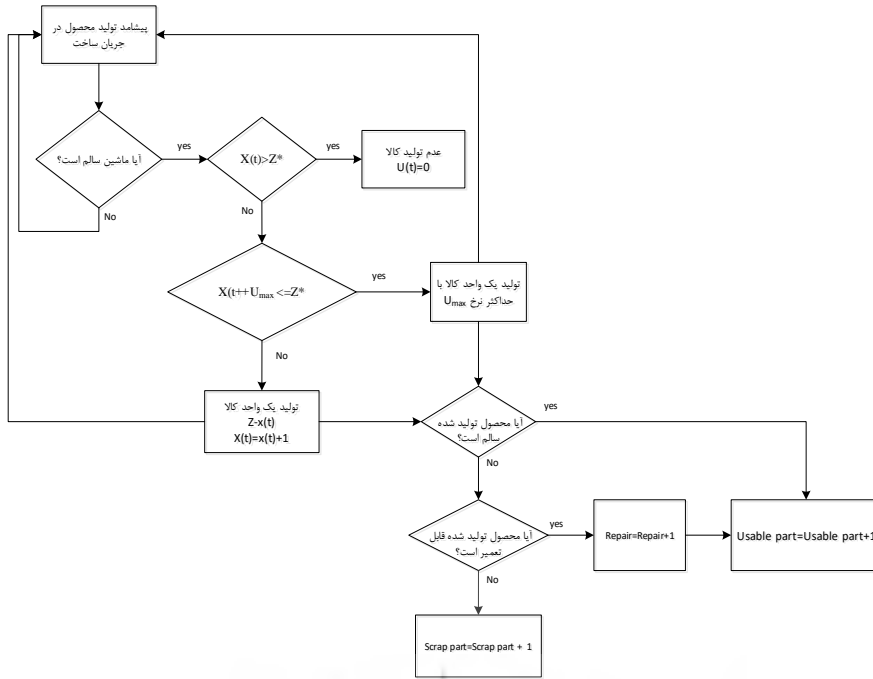 پیشامد تولید محصول در
جریان ساخت
آیا ماشین سالم است؟
yes
X(t)>Z*
yes
عدم تولید کالا
U(t)=0
No
No
X(t++Umax <=Z*
yes
تولید یک واحد کالا با
حداکثر نرخ Umax
No
تولید یک واحد کالا
Z-x(t)
X(t)=x(t)+1
آیا محصول تولید شده
سالم است؟
yes
No
آیا محصول تولید شده قابل
تعمیر است؟
yes
Repair=Repair+1
Usable part=Usable part+1
No
Scrap part=Scrap part + 1